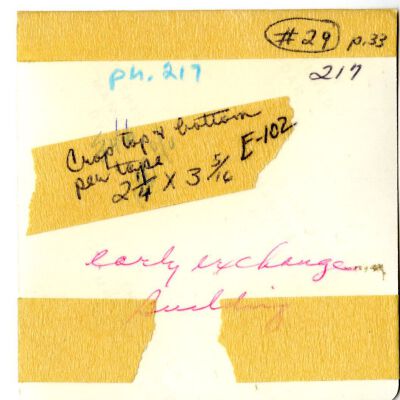 #29 p.33
ph. 217 217
Crop top & bottom
per tape E-102
2 1/4 x 3 5/16
early exchange
building